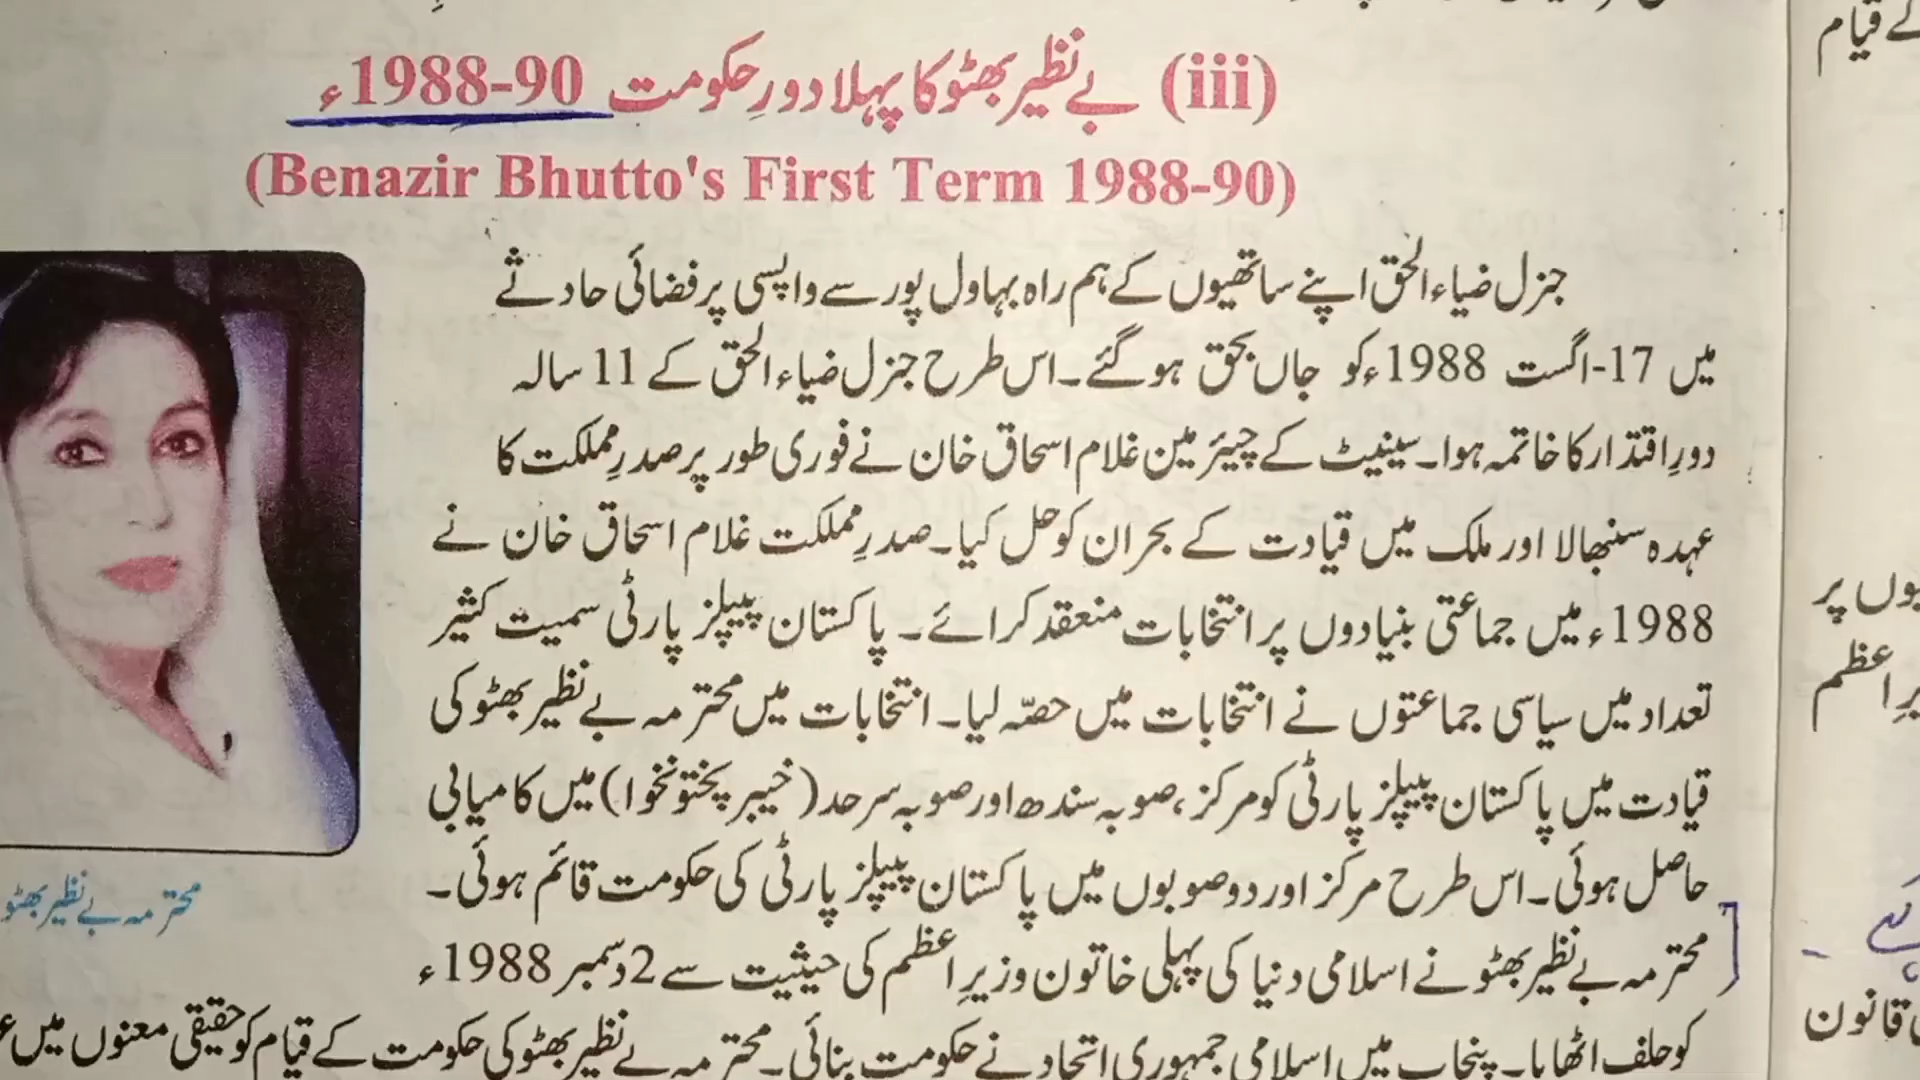 (iii) بے نظیر بھٹو کا پہلا دورِ حکومت 1988-90ء
(Benazir Bhutto's First Term 1988-90)
جنرل ضیاء الحق اپنے ساتھیوں کے ہم راہ بہاول پور سے واپسی پر فضائی حادثے
میں 17-اگست 1988ء کو جاں بحق ہو گئے۔ اس طرح جنرل ضیاء الحق کے 11 سالہ
دورِ اقتدار کا خاتمہ ہوا۔ سینیٹ کے چیئرمین غلام اسحاق خان نے فوری طور پر صدرِ مملکت کا
عہدہ سنبھالا اور ملک میں قیادت کے بحران کو حل کیا۔ صدرِ مملکت غلام اسحاق خان نے
1988ء میں جماعتی بنیادوں پر انتخابات منعقد کرائے۔ پاکستان پیپلز پارٹی سمیت کثیر
تعداد میں سیاسی جماعتوں نے انتخابات میں حصّہ لیا۔ انتخابات میں محترمہ بے نظیر بھٹو کی
قیادت میں پاکستان پیپلز پارٹی کو مرکز، صوبہ سندھ اور صوبہ سرحد (خیبر پختونخوا) میں کامیابی
حاصل ہوئی۔ اس طرح مرکز اور دو صوبوں میں پاکستان پیپلز پارٹی کی حکومت قائم ہوئی۔
محترمہ بے نظیر بھٹو نے اسلامی دنیا کی پہلی خاتون وزیرِ اعظم کی حیثیت سے 2 دسمبر 1988ء
کو حلف اٹھایا۔ پنجاب میں اسلامی جمہوری اتحاد نے حکومت بنائی۔ محترمہ بے نظیر بھٹو کی حکومت کے قیام کو حقیقی معنوں میں
محترمہ بے نظیر بھٹو
کے قیام
یوں پر
قانون